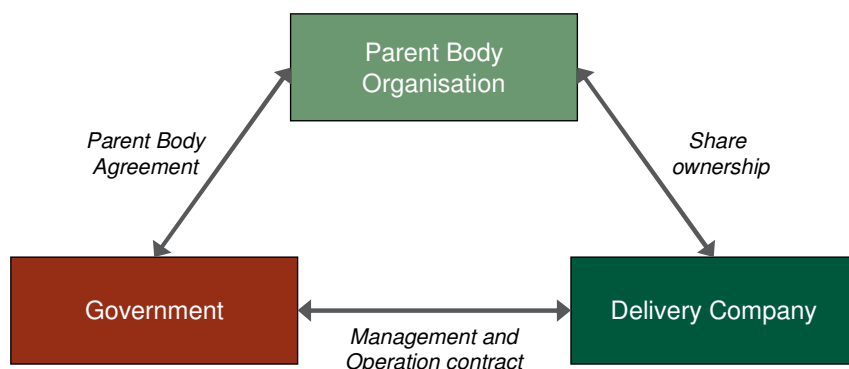 Parent Body
Organisation
Parent Body
Agreement
Share
ownership
Government
Delivery Company
Management and
Operation contract